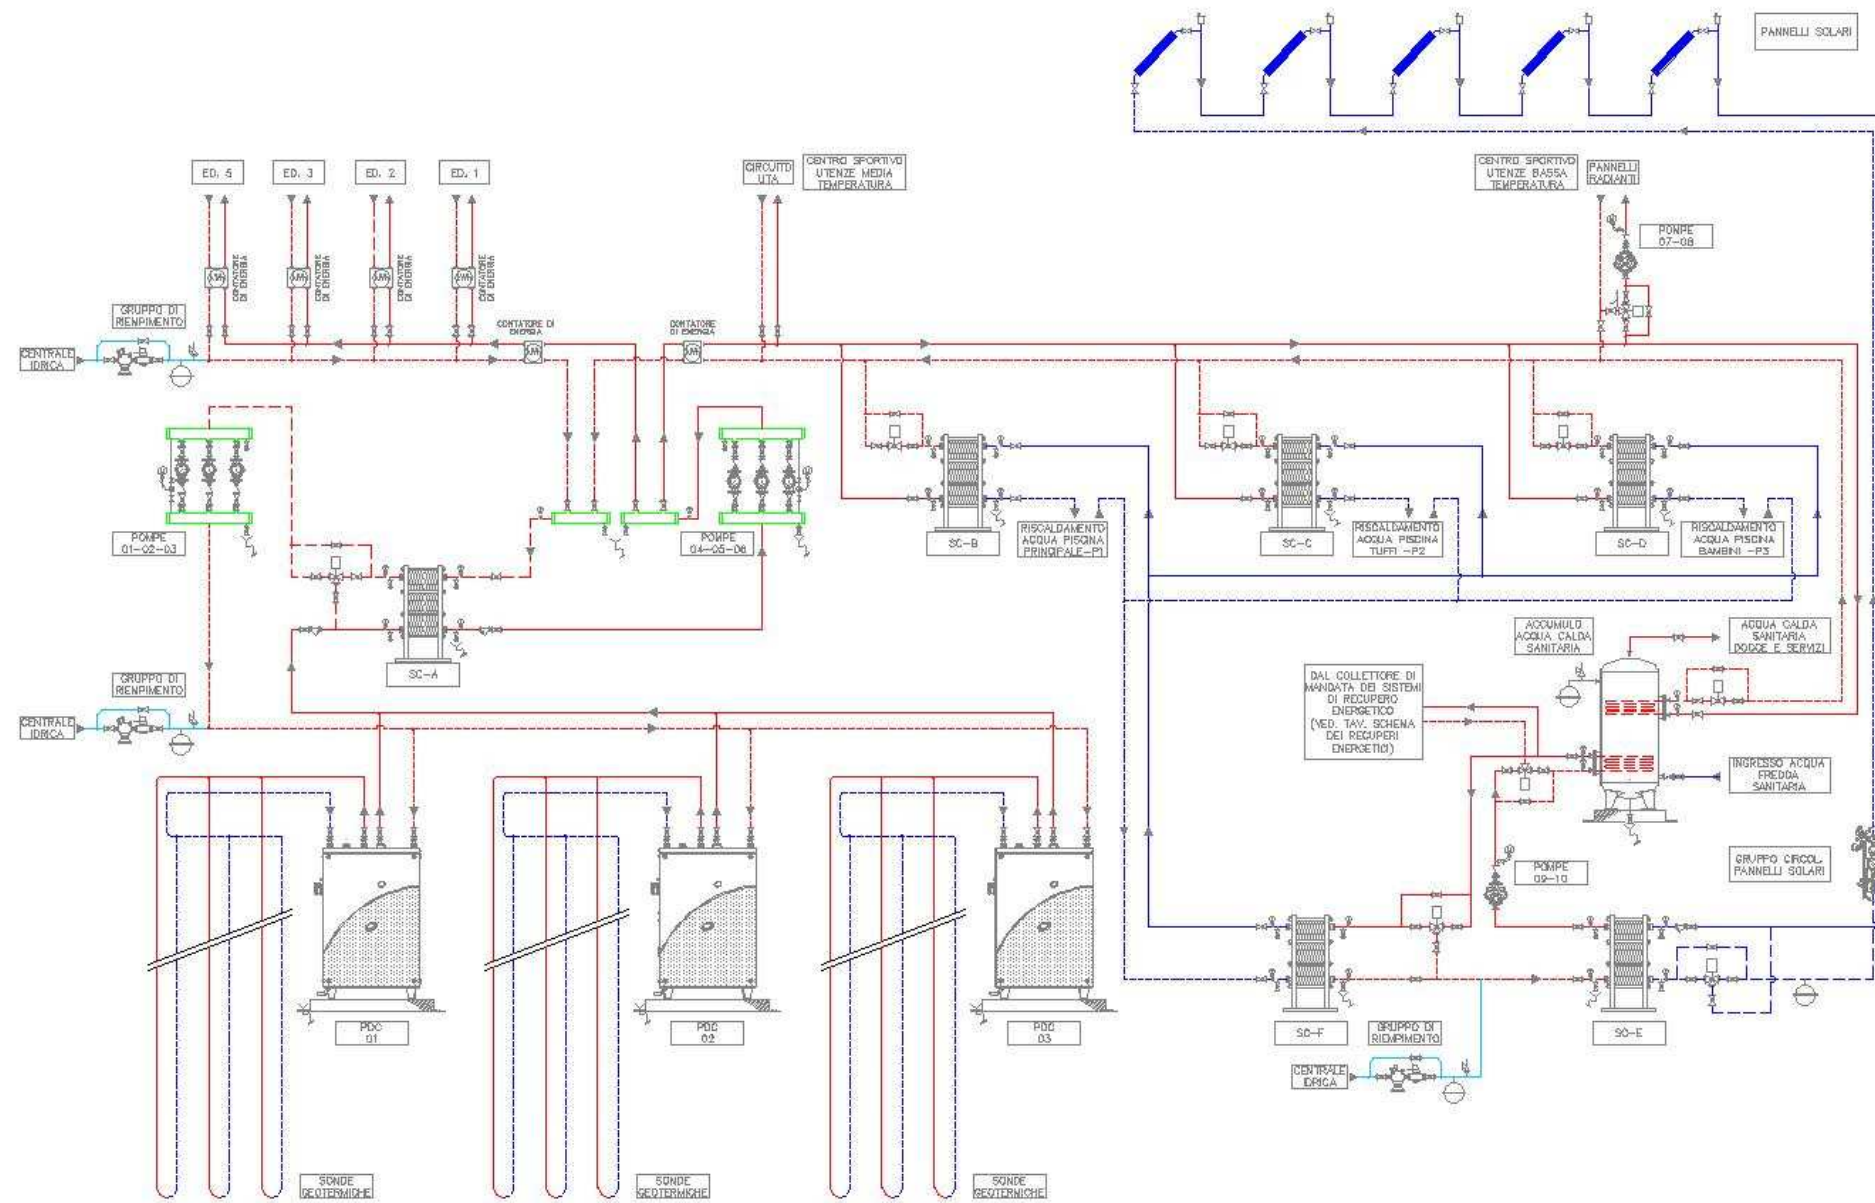 PANNELLI SOLARI
ED. 5
ED. 3
ED. 2
ED. 1
CIRCUITO
UTA
CENTRO SPORTIVO
UTENZE MEDIA
TEMPERATURA
CENTRO SPORTIVO
UTENZE BASSA
TEMPERATURA
PANNELLI
RADIANTI
POMPE
07-08
CONTATORE
DI ENERGIA
CONTATORE
DI ENERGIA
CONTATORE
DI ENERGIA
CONTATORE
DI ENERGIA
GRUPPO DI
RIEMPIMENTO
CENTRALE
IDRICA
CONTATORE DI
ENERGIA
CONTATORE
DI ENERGIA
POMPE
01-02-03
POMPE
04-05-06
SC-B
RISCALDAMENTO
ACQUA PISCINA
PRINCIPALE-P1
SC-C
RISCALDAMENTO
ACQUA PISCINA
TUFFI -P2
SC-D
RISCALDAMENTO
ACQUA PISCINA
BAMBINI -P3
SC-A
ACCUMULO
ACQUA CALDA
SANITARIA
ACQUA CALDA
SANITARIA
DOCCE E SERVIZI
GRUPPO DI
RIEMPIMENTO
CENTRALE
IDRICA
DAL COLLETTORE DI
MANDATA DEI SISTEMI
DI RECUPERO
ENERGETICO
(VED. TAV. SCHEMA
DEI RECUPERI
ENERGETICI)
INGRESSO ACQUA
FREDDA
SANITARIA
POMPE
09-10
GRUPPO CIRCOL.
PANNELLI SOLARI
PDC
01
PDC
02
PDC
03
SC-F
GRUPPO DI
RIEMPIMENTO
SC-E
CENTRALE
IDRICA
SONDE
GEOTERMICHE
SONDE
GEOTERMICHE
SONDE
GEOTERMICHE